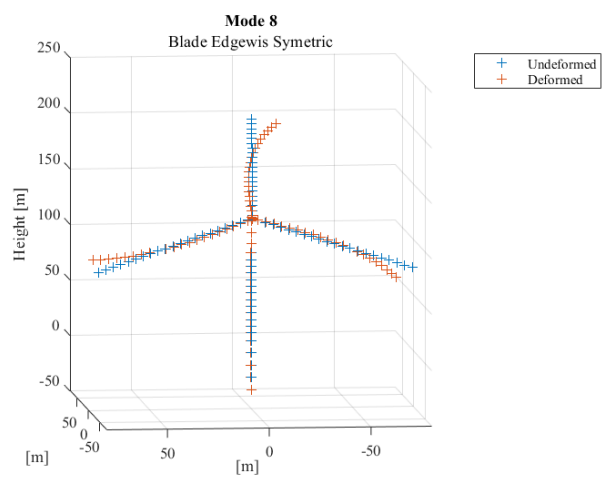 Mode 8
Blade Edgewis Symetric
Undeformed
Deformed
250
200
150
100
50
0
-50
Height [m]
50
0
-50
[m]
50
0
-50
[m]